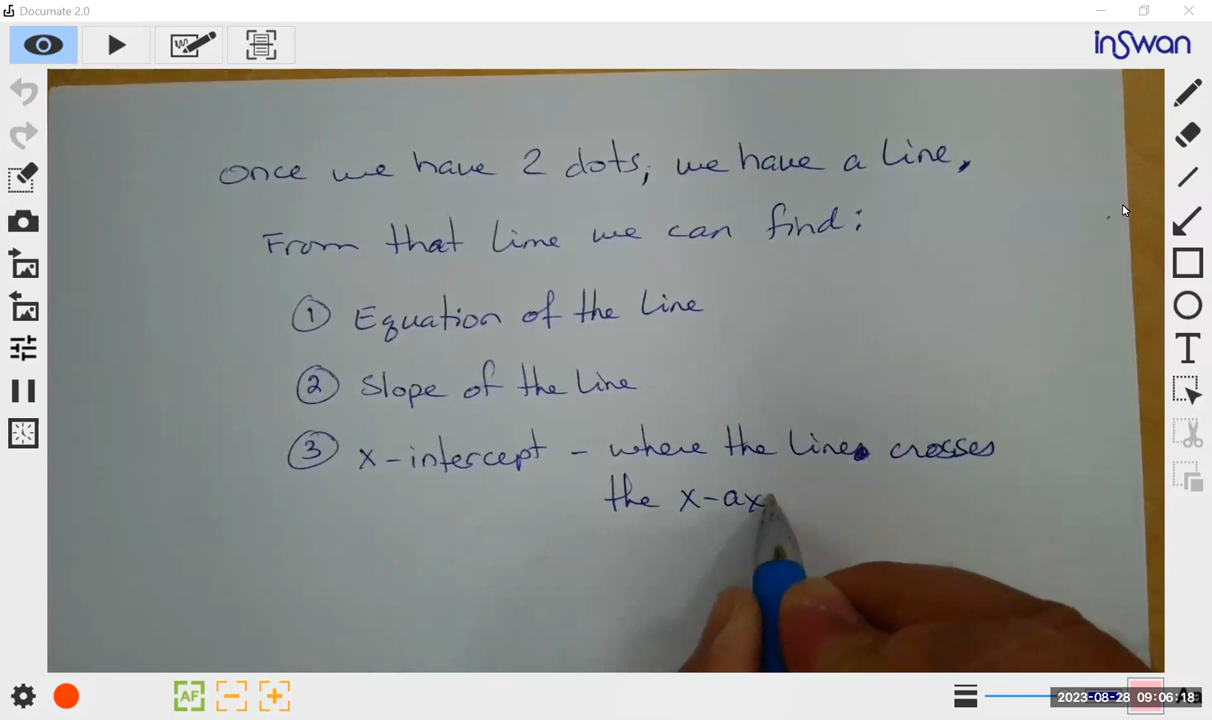 Documate 2.0
inSwan
Once we have 2 dots, we have a line.
From that line we can find:
① Equation of the line
② Slope of the line
③ x-intercept - where the line crosses
the x-ax
AF
T
2023-08-28 09:06:18